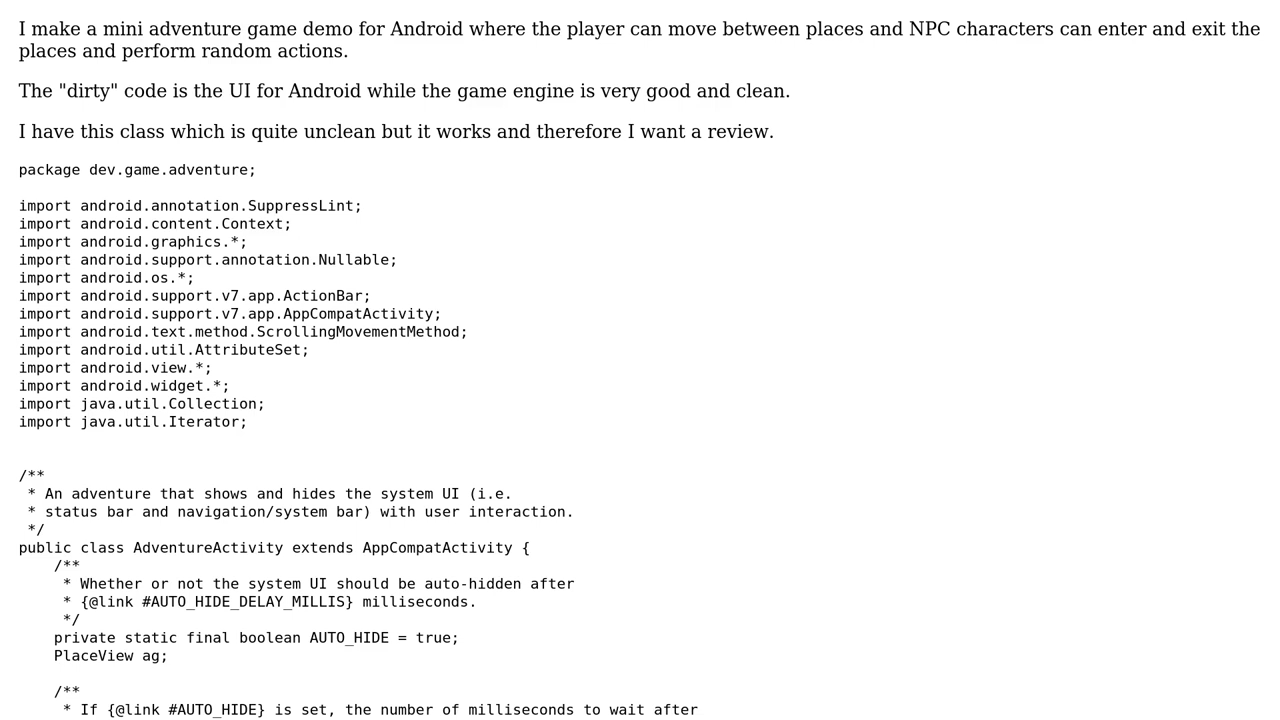 I make a mini adventure game demo for Android where the player can move between places and NPC characters can enter and exit the
places and perform random actions.
The "dirty" code is the UI for Android while the game engine is very good and clean.
I have this class which is quite unclean but it works and therefore I want a review.
package dev.game.adventure;
import android.annotation.SuppressLint;
import android.content.Context;
import android.graphics.*;
import android.support.annotation.Nullable;
import android.os.*;
import android.support.v7.app.ActionBar;
import android.support.v7.app.AppCompatActivity;
import android.text.method.ScrollingMovementMethod;
import android.util.AttributeSet;
import android.view.*;
import android.widget.*;
import java.util.Collection;
import java.util.Iterator;
/**
 * An adventure that shows and hides the system UI (i.e.
 * status bar and navigation/system bar) with user interaction.
 */
public class AdventureActivity extends AppCompatActivity {
    /**
     * Whether or not the system UI should be auto-hidden after
     * {@link #AUTO_HIDE_DELAY_MILLIS} milliseconds.
     */
    private static final boolean AUTO_HIDE = true;
    PlaceView ag;
    /**
     * If {@link #AUTO_HIDE} is set, the number of milliseconds to wait after